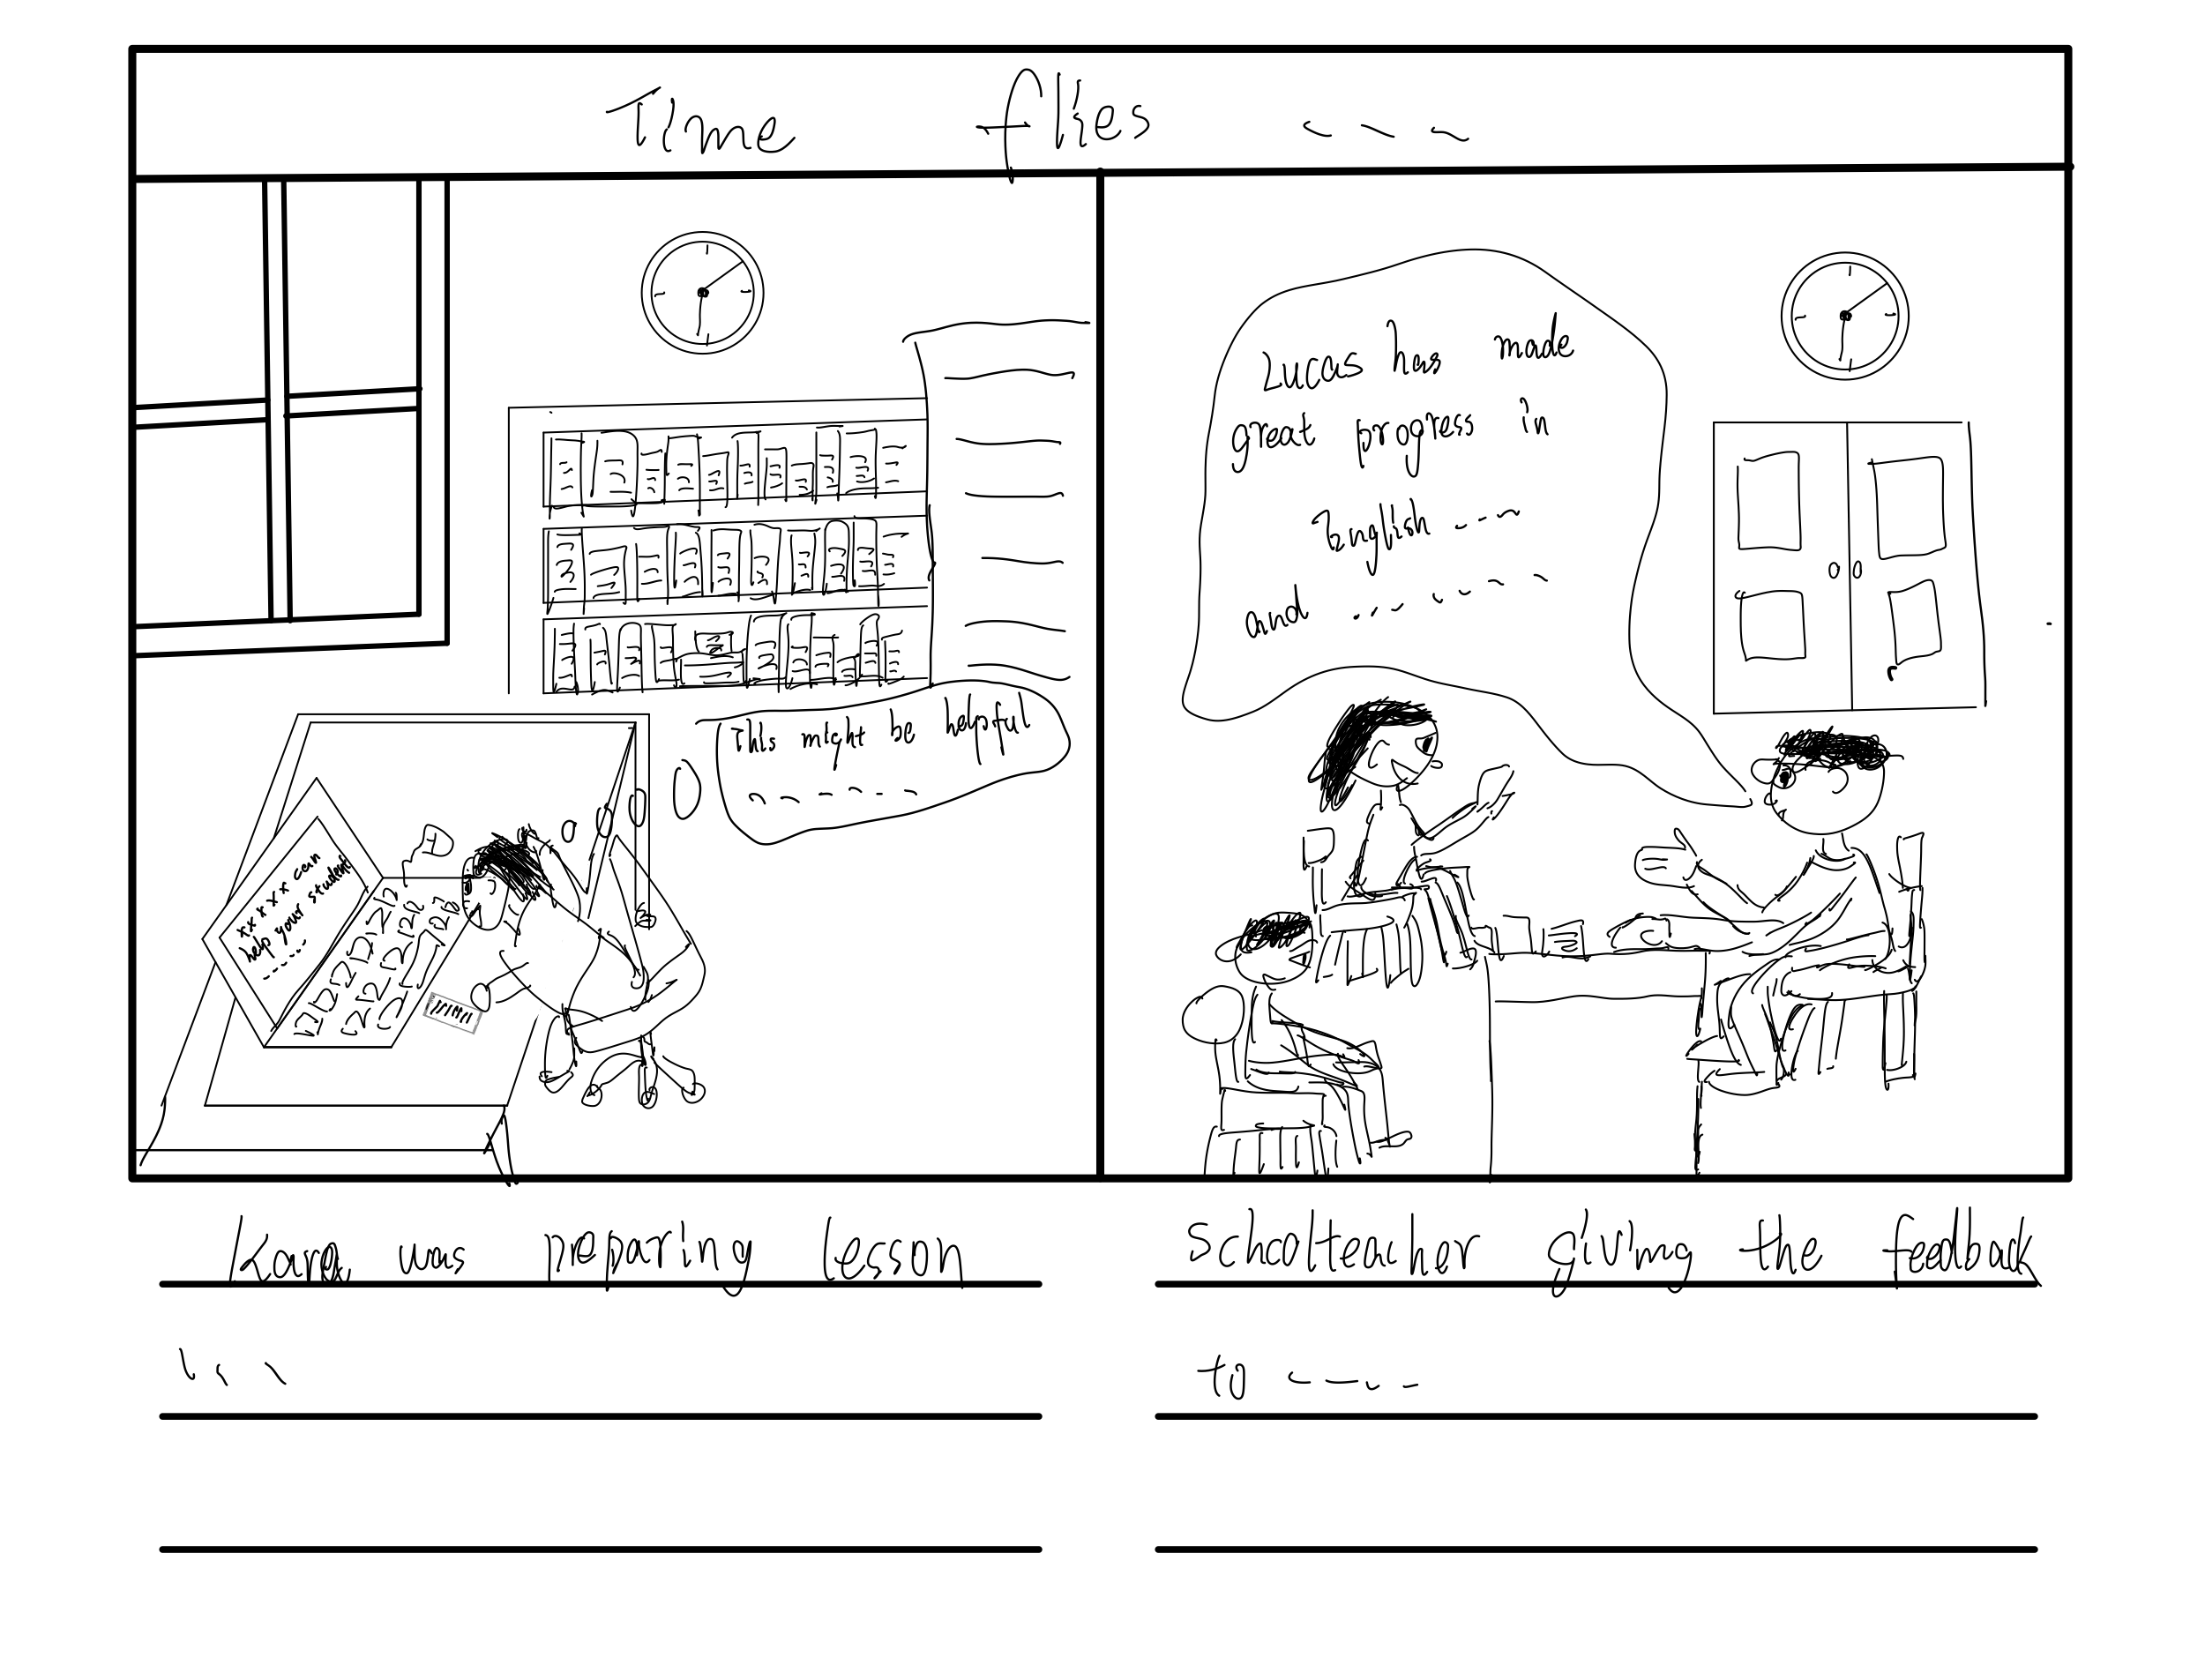 Time flies ...
xxxx can
help your student
......
This might be helpful
......
Lucas has made
great progress in
English ...
and ......
Kara was preparing lesson
...
schoolteacher giving the feedback
to ....